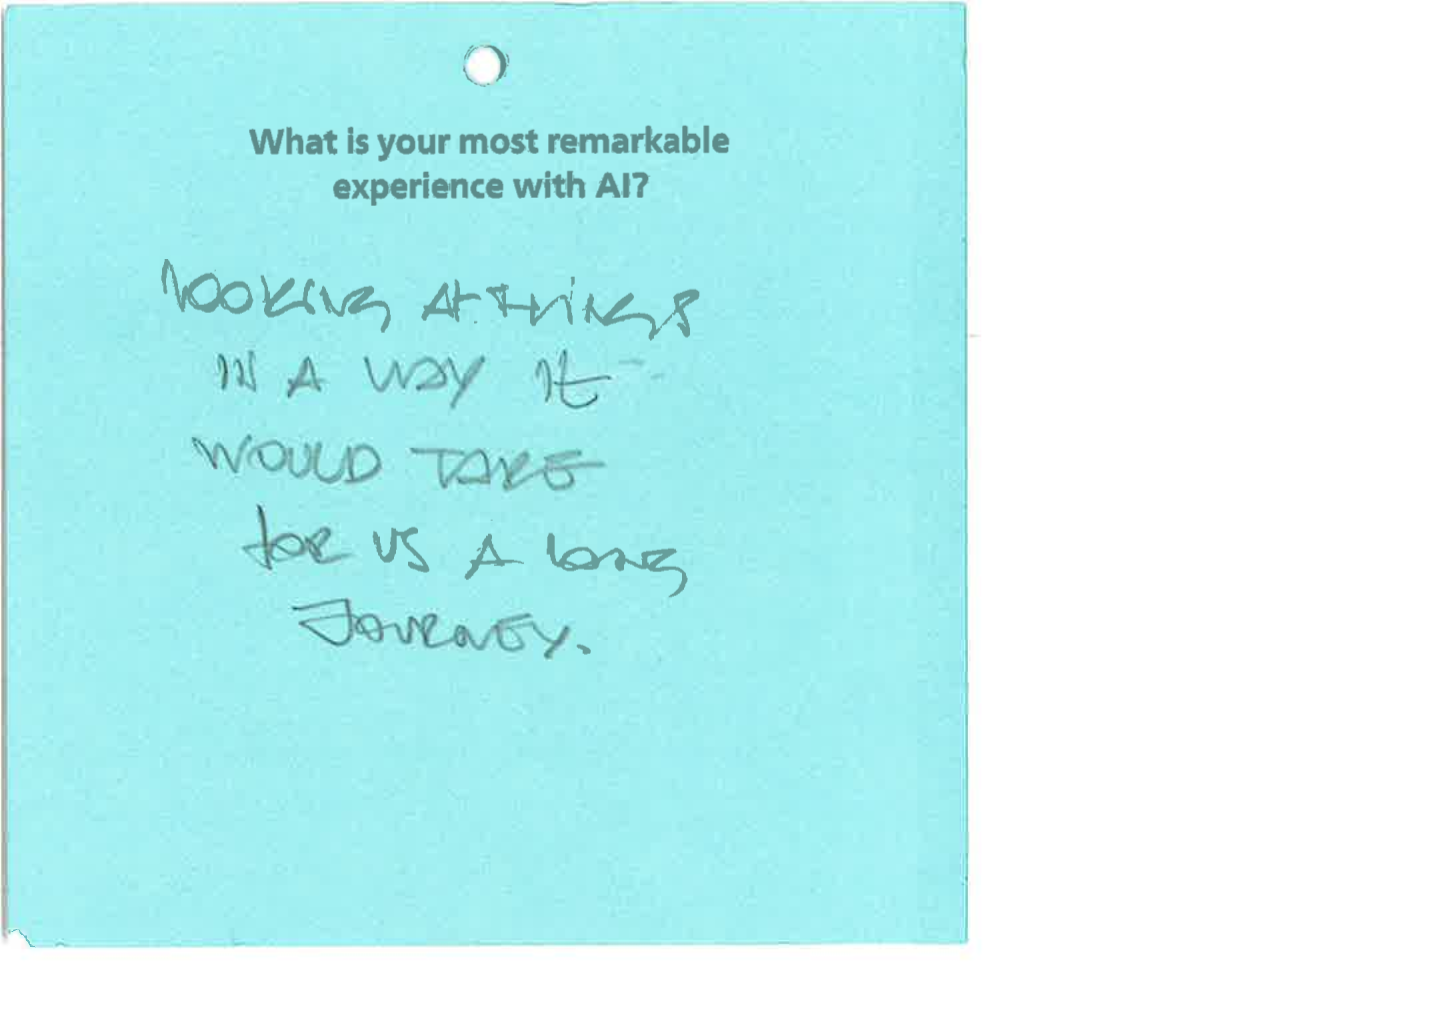 What is your most remarkable
experience with AI?
LOOKING AT THINGS
IN A WAY IT
WOULD TAKE
for US A LONG
JOURNEY.